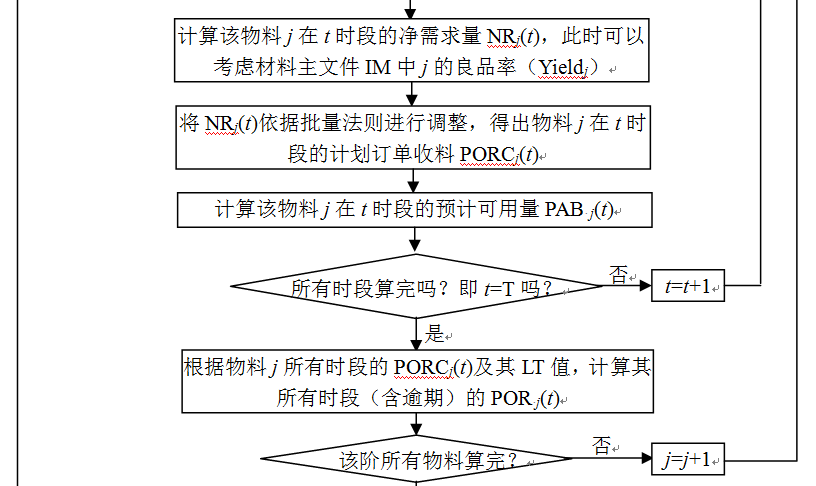 计算该物料 j 在 t 时段的净需求量 NRj(t)，此时可以
考虑材料主文件 IM 中 j 的良品率（Yieldj）
将 NRj(t)依据批量法则进行调整，得出物料 j 在 t 时
段的计划订单收料 PORCj(t)
计算该物料 j 在 t 时段的预计可用量 PAB j(t)
所有时段算完吗？即 t=T 吗？
否
t=t+1
是
根据物料 j 所有时段的 PORCj(t)及其 LT 值，计算其
所有时段（含逾期）的 POR j(t)
该阶所有物料算完？
否
j=j+1